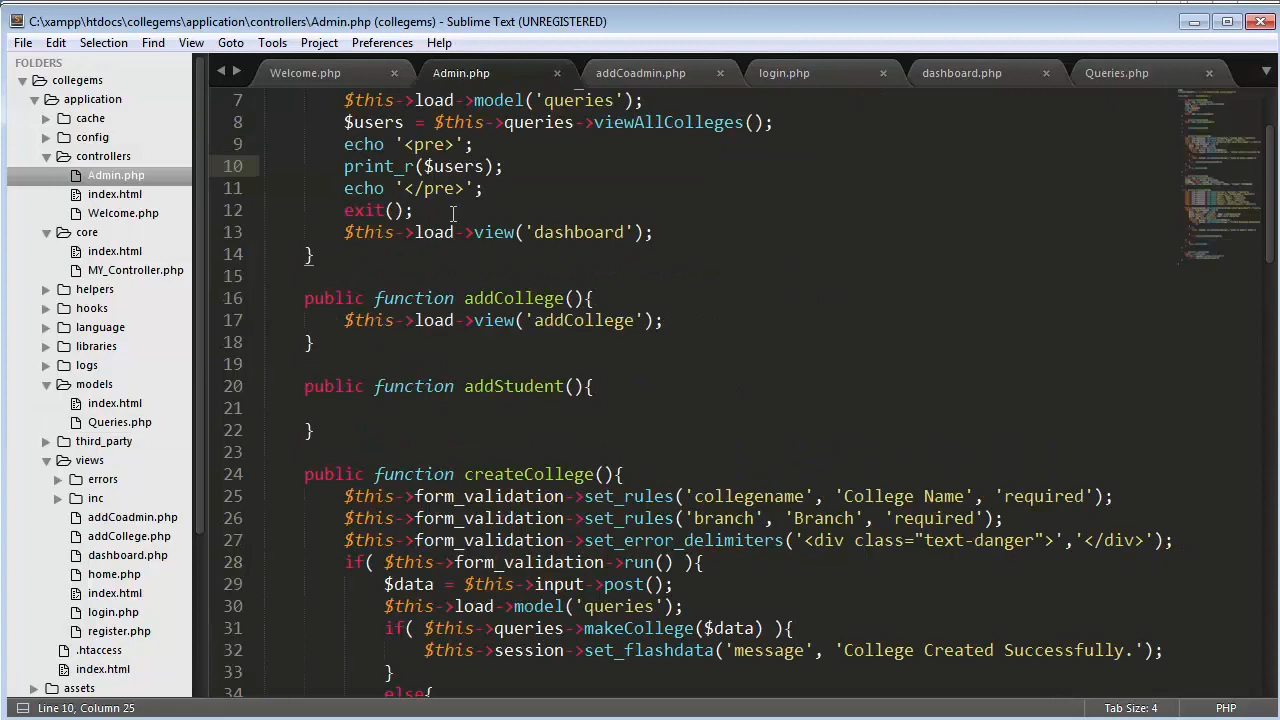 C:\xampp\htdocs\collegems\application\controllers\Admin.php (collegems) - Sublime Text (UNREGISTERED)
File Edit Selection Find View Goto Tools Project Preferences Help
FOLDERS
collegems
application
cache
config
controllers
Admin.php
index.html
Welcome.php
core
index.html
MY_Controller.php
helpers
hooks
language
libraries
logs
models
index.html
Queries.php
third_party
views
errors
inc
addCoadmin.php
addCollege.php
dashboard.php
home.php
index.html
login.php
register.php
.htaccess
index.html
assets
Welcome.php Admin.php addCoadmin.php login.php dashboard.php Queries.php
7 $this->load->model('queries');
8 $users = $this->queries->viewAllColleges();
9 echo '<pre>';
10 print_r($users);
11 echo '</pre>';
12 exit();
13 $this->load->view('dashboard');
14 }
15
16 public function addCollege(){
17 $this->load->view('addCollege');
18 }
19
20 public function addStudent(){
21
22 }
23
24 public function createCollege(){
25 $this->form_validation->set_rules('collegename', 'College Name', 'required');
26 $this->form_validation->set_rules('branch', 'Branch', 'required');
27 $this->form_validation->set_error_delimiters('<div class="text-danger">','</div>');
28 if( $this->form_validation->run() ){
29 $data = $this->input->post();
30 $this->load->model('queries');
31 if( $this->queries->makeCollege($data) ){
32 $this->session->set_flashdata('message', 'College Created Successfully.');
33 }
34 else{
Line 10, Column 25 Tab Size: 4 PHP